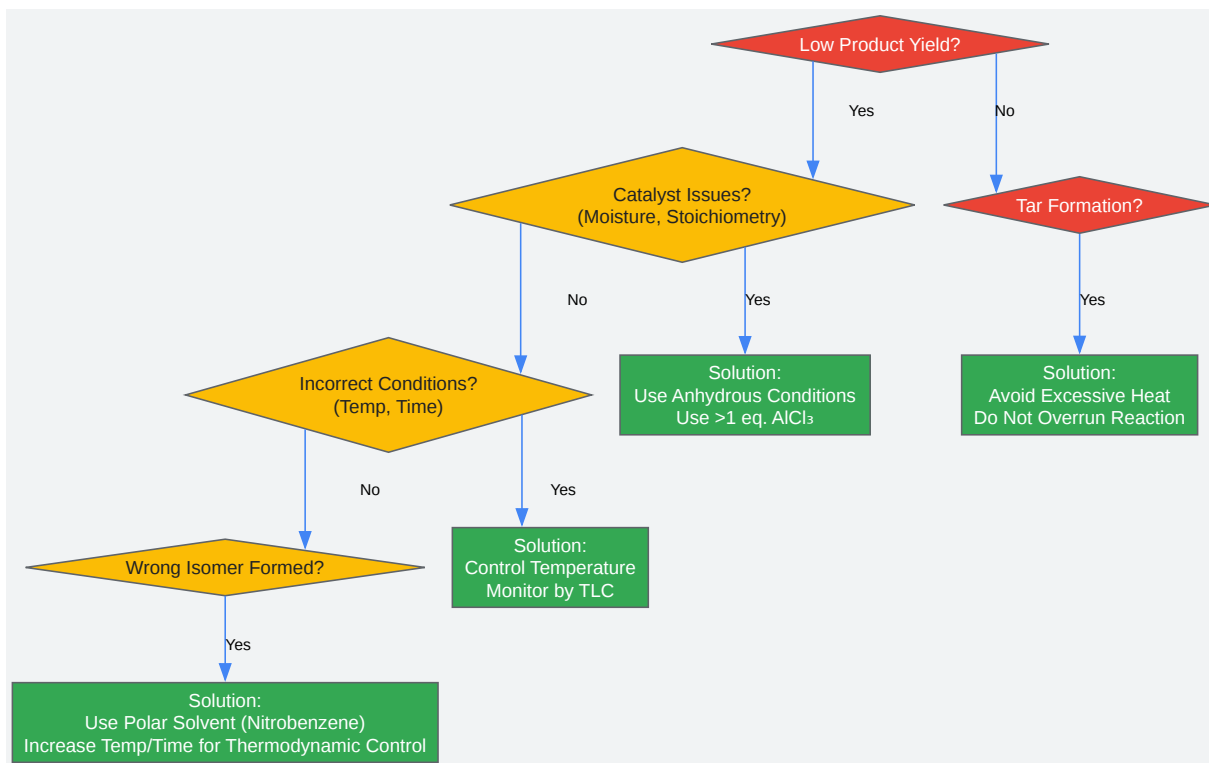 Low Product Yield?
Yes
No
Catalyst Issues?
(Moisture, Stoichiometry)
Tar Formation?
No
Yes
Yes
Incorrect Conditions?
(Temp, Time)
Solution:
Use Anhydrous Conditions
Use >1 eq. AlCl₃
Solution:
Avoid Excessive Heat
Do Not Overrun Reaction
No
Yes
Wrong Isomer Formed?
Solution:
Control Temperature
Monitor by TLC
Yes
Solution:
Use Polar Solvent (Nitrobenzene)
Increase Temp/Time for Thermodynamic Control